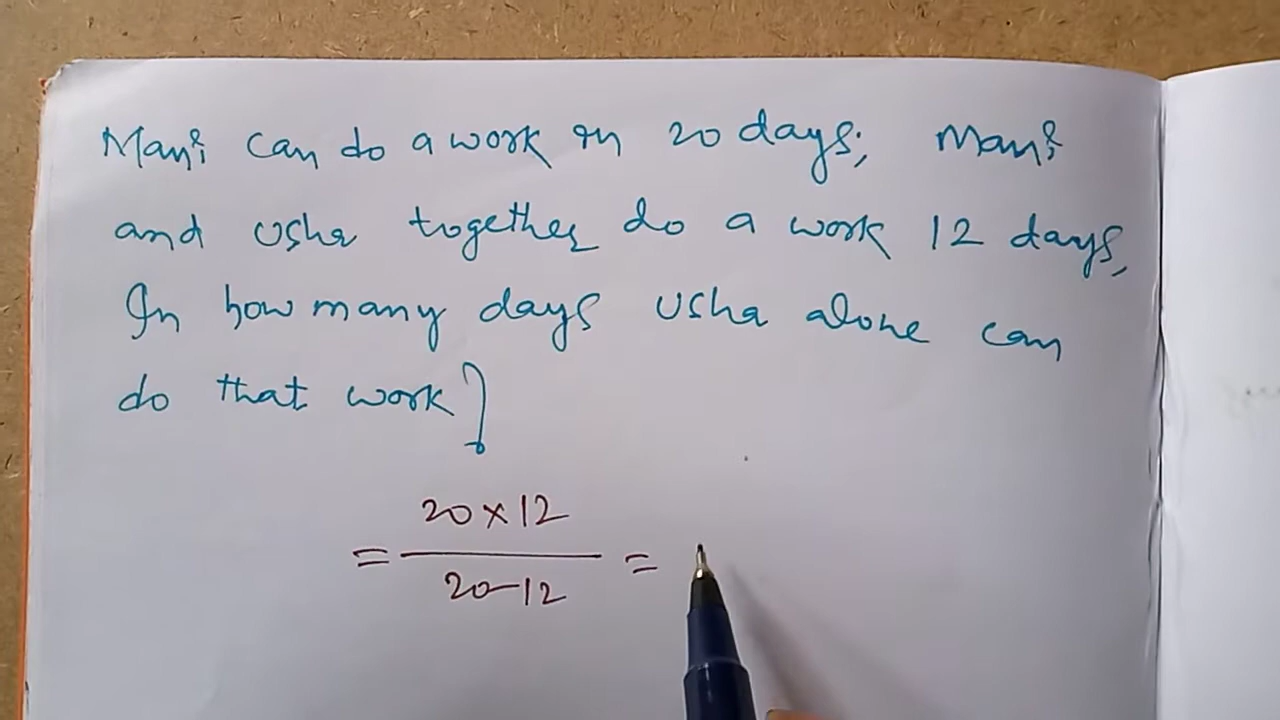 Mani can do a work in 20 days; Mani
and Usha together do a work 12 days,
In how many days Usha alone can
do that work?
= 20 × 12 / 20 - 12 =